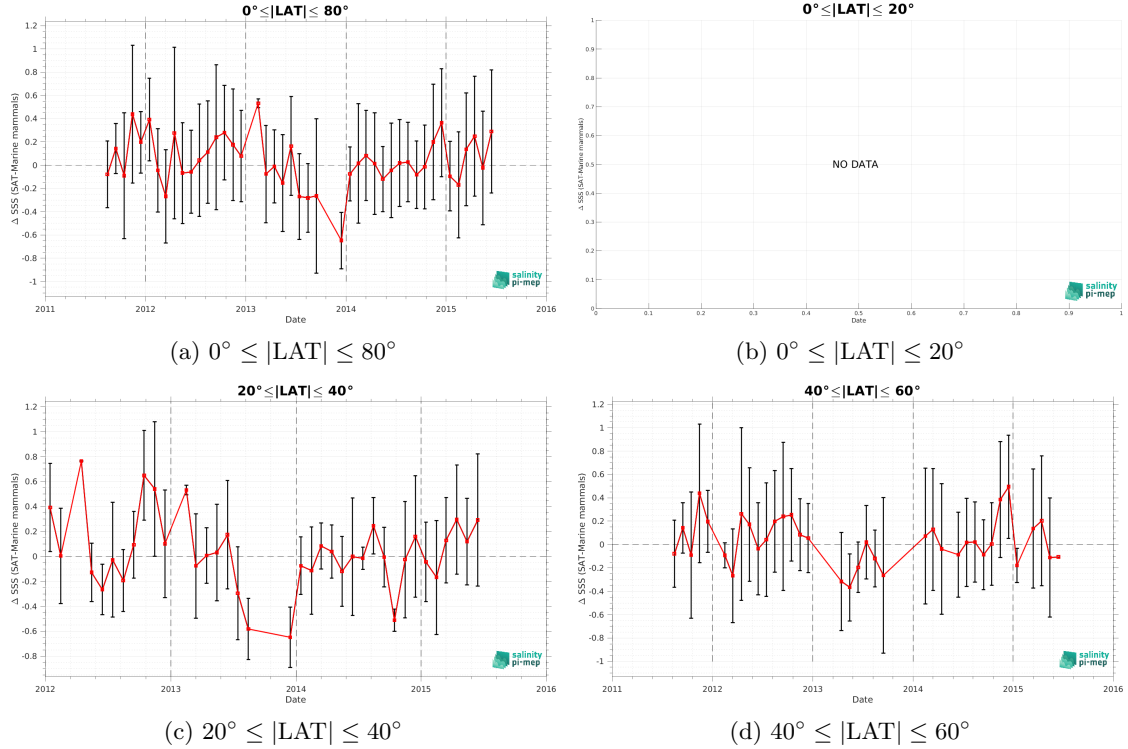 0°≤|LAT|≤ 80°
Δ SSS (SAT-Marine mammals)
1.2
1
0.8
0.6
0.4
0.2
0
-0.2
-0.4
-0.6
-0.8
-1
2011
2012
2013
2014
2015
2016
Date
salinity
pi-mep
(a) 0° ≤ |LAT| ≤ 80°
0°≤|LAT|≤ 20°
Δ SSS (SAT-Marine mammals)
1
0.9
0.8
0.7
0.6
0.5
0.4
0.3
0.2
0.1
0
NO DATA
0
0.1
0.2
0.3
0.4
0.5
0.6
0.7
0.8
0.9
1
Date
salinity
pi-mep
(b) 0° ≤ |LAT| ≤ 20°
20°≤|LAT|≤ 40°
Δ SSS (SAT-Marine mammals)
1.2
1
0.8
0.6
0.4
0.2
0
-0.2
-0.4
-0.6
-0.8
2012
2013
2014
2015
2016
Date
salinity
pi-mep
(c) 20° ≤ |LAT| ≤ 40°
40°≤|LAT|≤ 60°
Δ SSS (SAT-Marine mammals)
1.2
1
0.8
0.6
0.4
0.2
0
-0.2
-0.4
-0.6
-0.8
-1
2011
2012
2013
2014
2015
2016
Date
salinity
pi-mep
(d) 40° ≤ |LAT| ≤ 60°